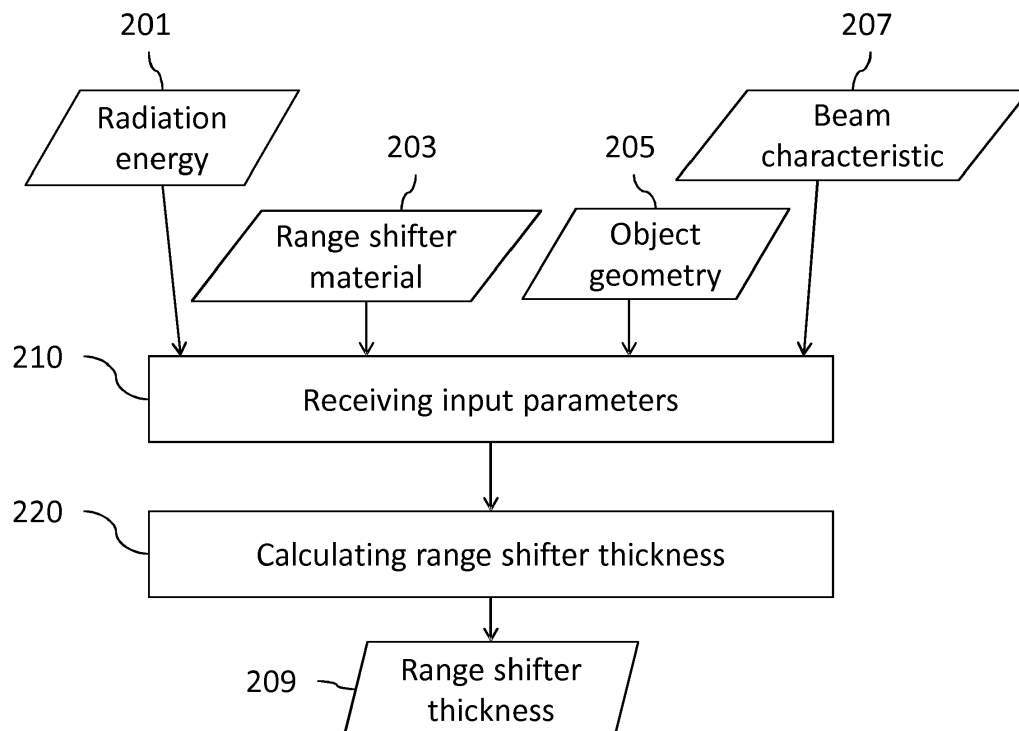 201
207
Radiation
energy
Beam
characteristic
203
205
Range shifter
material
Object
geometry
210
Receiving input parameters
220
Calculating range shifter thickness
209
Range shifter
thickness